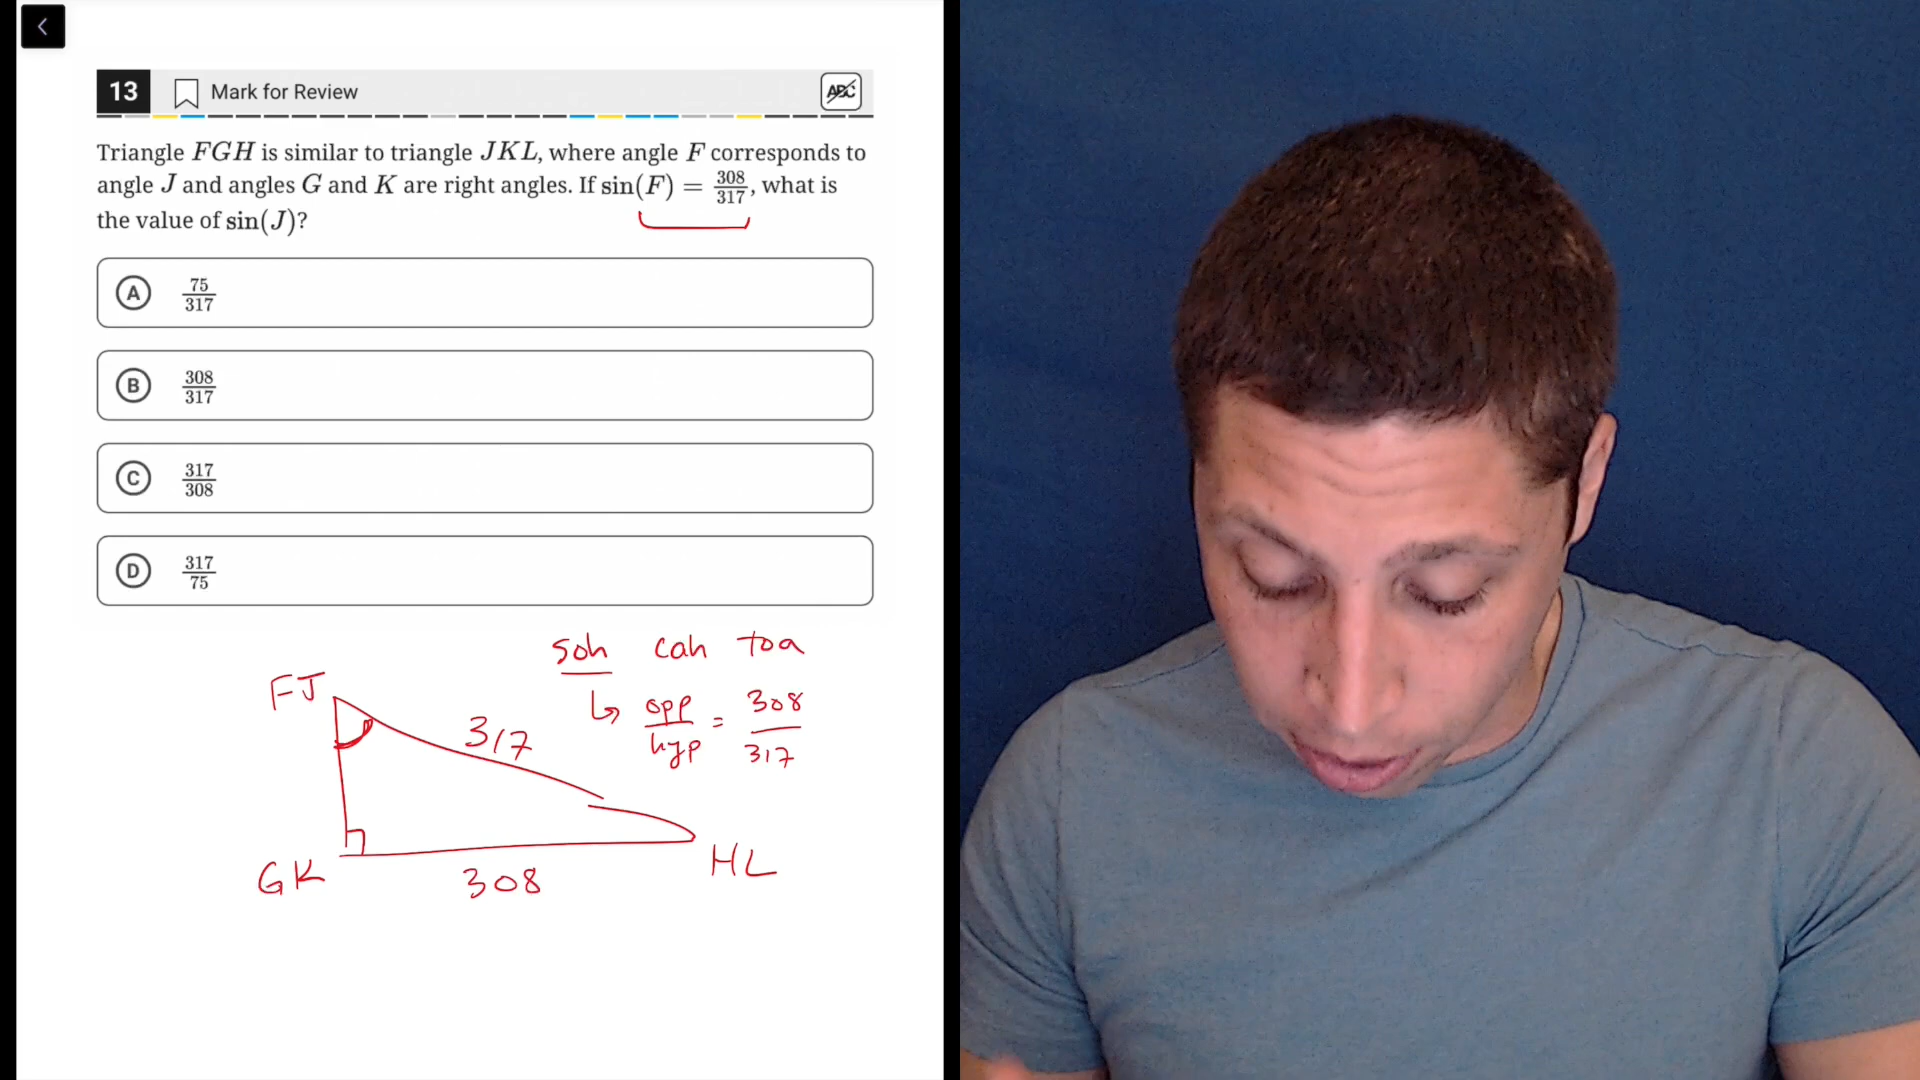 13 Mark for Review ABC
Triangle FGH is similar to triangle JKL, where angle F corresponds to
angle J and angles G and K are right angles. If sin(F) = 308/317, what is
the value of sin(J)?
A 75/317
B 308/317
C 317/308
D 317/75
soh cah toa
opp/hyp = 308/317
FJ
317
GK
308
HL